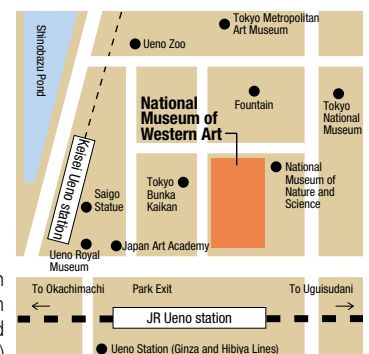 Tokyo Metropolitan
Art Museum
Ueno Zoo
Shinobazu Pond
National
Museum of
Western Art
Fountain
Tokyo
National
Museum
Keisei Ueno station
Saigo
Statue
Tokyo
Bunka
Kaikan
National
Museum of
Nature and
Science
Ueno Royal
Museum
Japan Art Academy
To Okachimachi
Park Exit
To Uguisudani
JR Ueno station
Ueno Station (Ginza and Hibiya Lines)